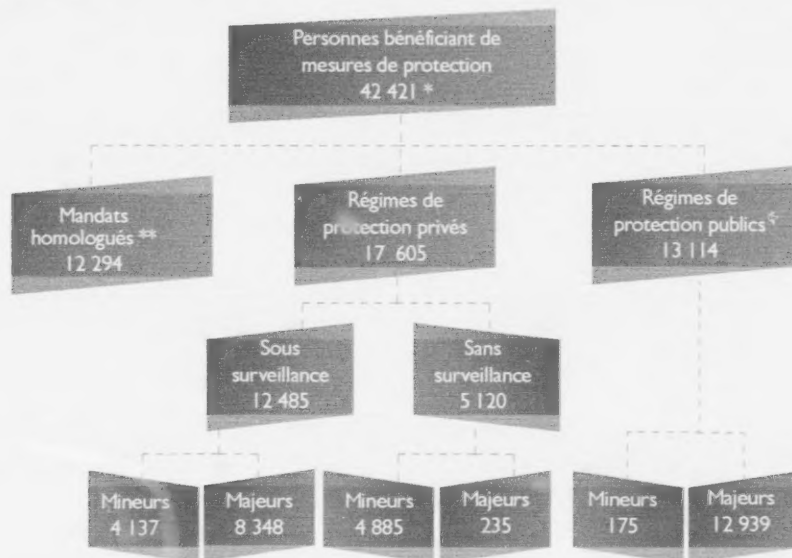 Personnes bénéficiant de
mesures de protection
42 421 *
Mandats
homologués **
12 294
Régimes de
protection privés
17 605
Régimes de
protection publics*
13 114
Sous
surveillance
12 485
Sans
surveillance
5 120
Mineurs
4 137
Majeurs
8 348
Mineurs
4 885
Majeurs
235
Mineurs
175
Majeurs
12 939